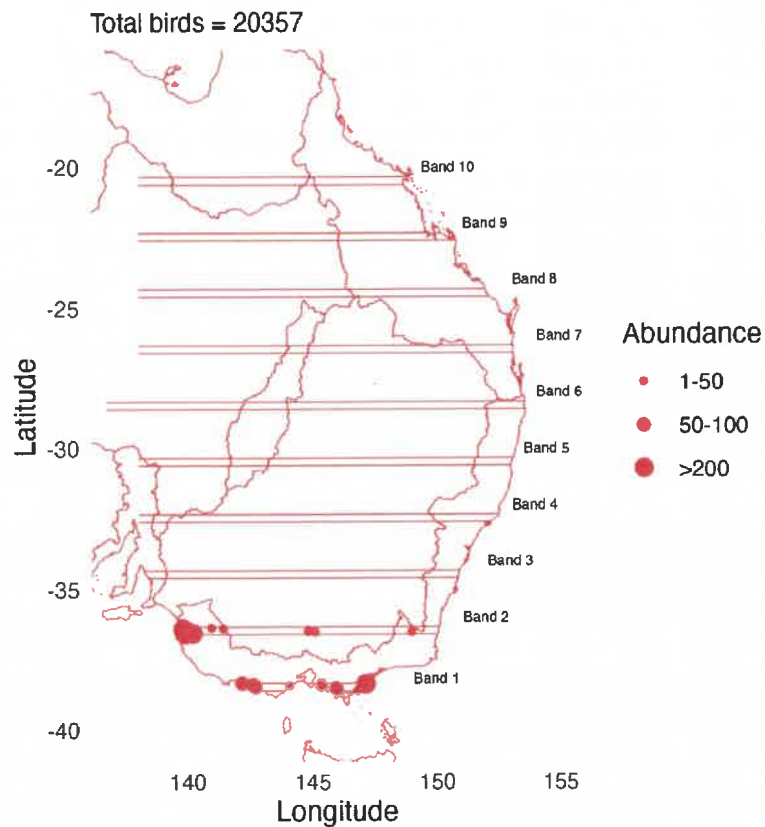 Total birds = 20357
Band 10
-20
Band 9
Band 8
-25
Band 7
Abundance
1-50
Band 6
50-100
Latitude
-30
Band 5
>200
Band 4
Band 3
-35
Band 2
Band 1
-40
140 145 150 155
Longitude